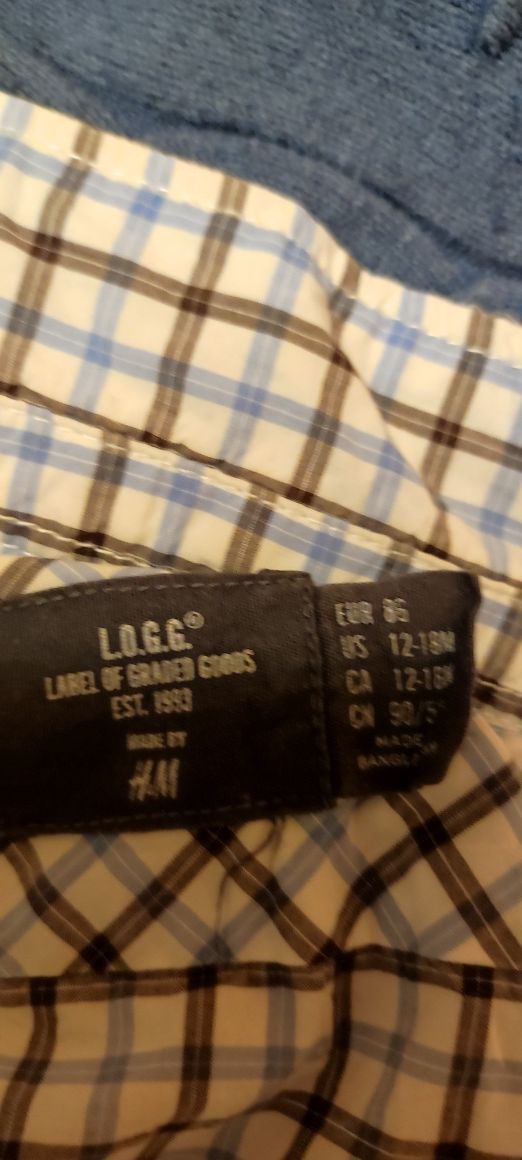 L.O.G.G.®
LABEL OF GRADED GOODS
EST. 1993
MADE BY
H&M
EUR 86
US 12-18M
CA 12-18M
CN 90/5
MADE
BANGL